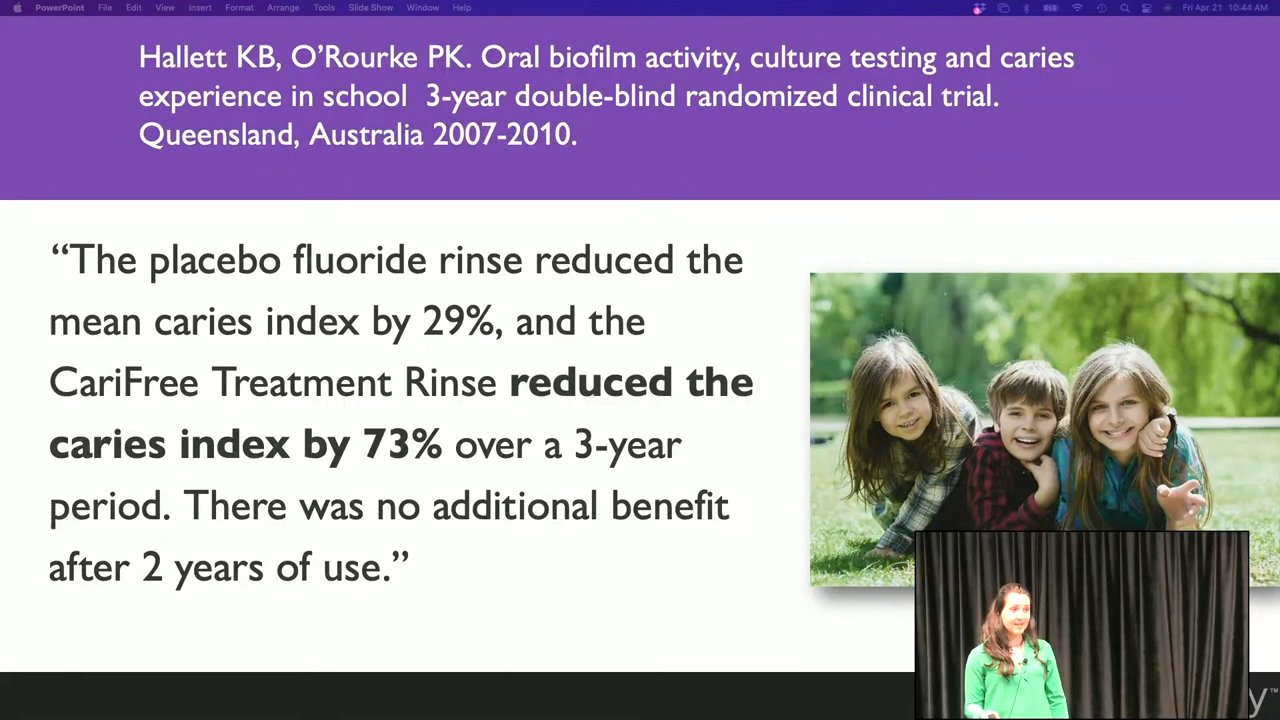 PowerPoint File Edit View Insert Format Arrange Tools Slide Show Window Help Fri Apr 21 10:44 AM
Hallett KB, O’Rourke PK. Oral biofilm activity, culture testing and caries
experience in school  3-year double-blind randomized clinical trial.
Queensland, Australia 2007-2010.
“The placebo fluoride rinse reduced the
mean caries index by 29%, and the
CariFree Treatment Rinse reduced the
caries index by 73% over a 3-year
period. There was no additional benefit
after 2 years of use.”
y™